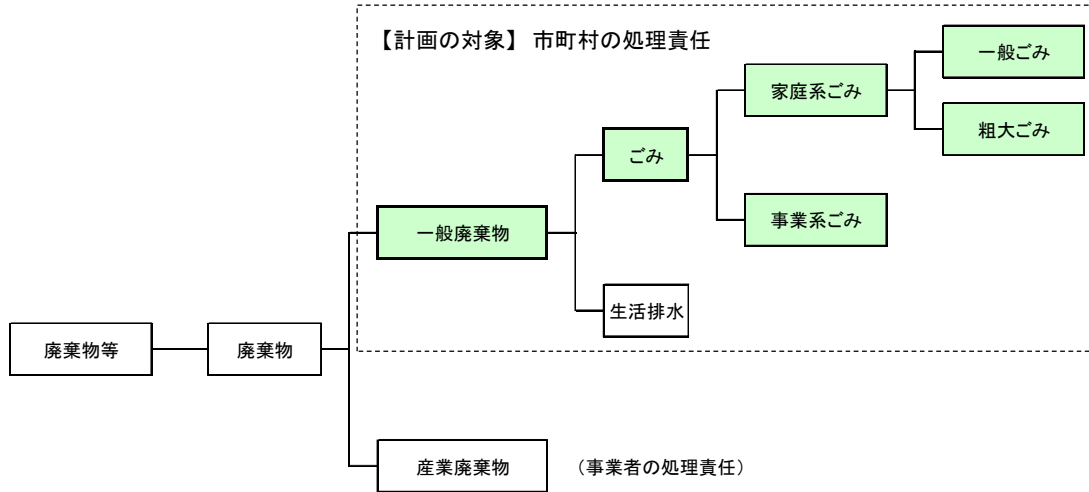 【計画の対象】 市町村の処理責任
一般ごみ
家庭系ごみ
粗大ごみ
ごみ
事業系ごみ
一般廃棄物
生活排水
廃棄物等
廃棄物
産業廃棄物
（事業者の処理責任）